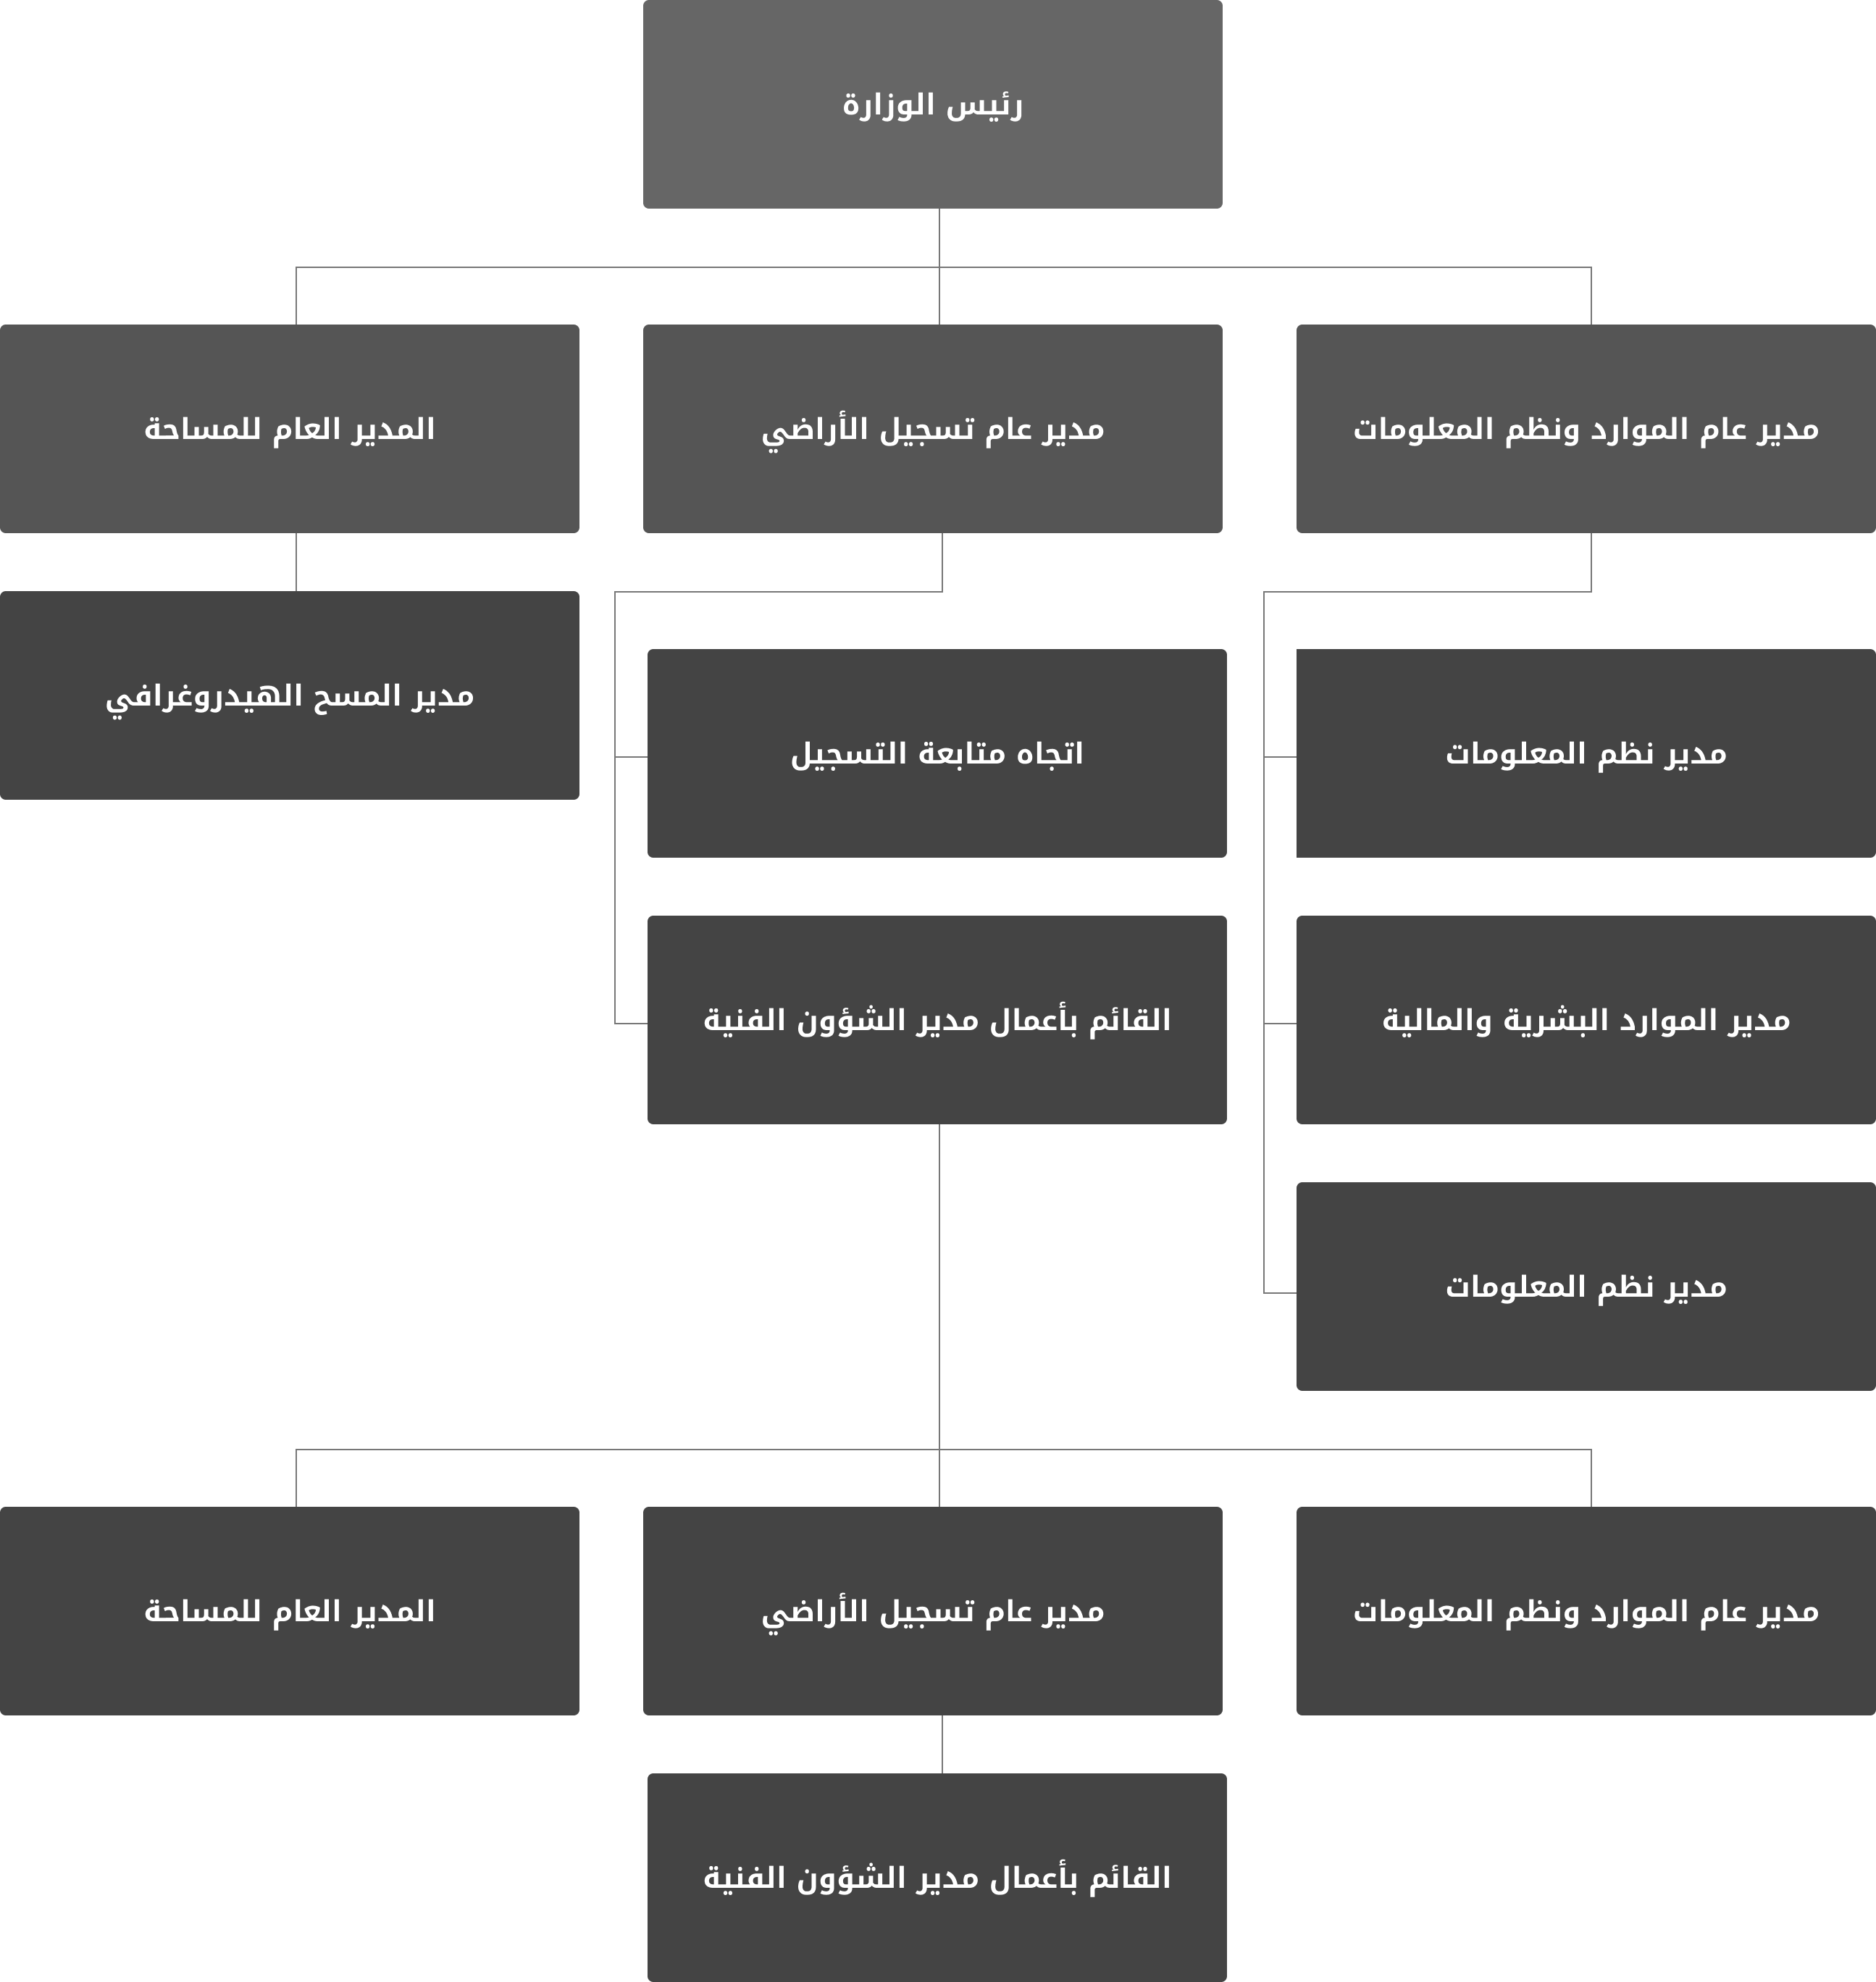 رئيس الوزارة
مدير عام الموارد ونظم المعلومات
مدير عام تسجيل الأراضي
المدير العام للمساحة
مدير المسح الهيدروغرافي
مدير نظم المعلومات
اتجاه متابعة التسجيل
مدير الموارد البشرية والمالية
القائم بأعمال مدير الشؤون الفنية
مدير نظم المعلومات
مدير عام الموارد ونظم المعلومات
مدير عام تسجيل الأراضي
المدير العام للمساحة
القائم بأعمال مدير الشؤون الفنية